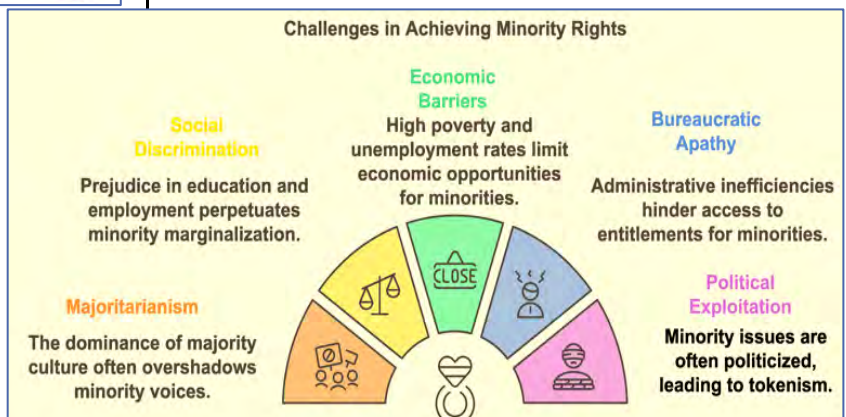 Challenges in Achieving Minority Rights
Economic
Barriers
High poverty and
unemployment rates limit
economic opportunities
for minorities.
Social
Discrimination
Prejudice in education and
employment perpetuates
minority marginalization.
Bureaucratic
Apathy
Administrative inefficiencies
hinder access to
entitlements for minorities.
CLOSE
Majoritarianism
The dominance of majority
culture often overshadows
minority voices.
Political
Exploitation
Minority issues are
often politicized,
leading to tokenism.